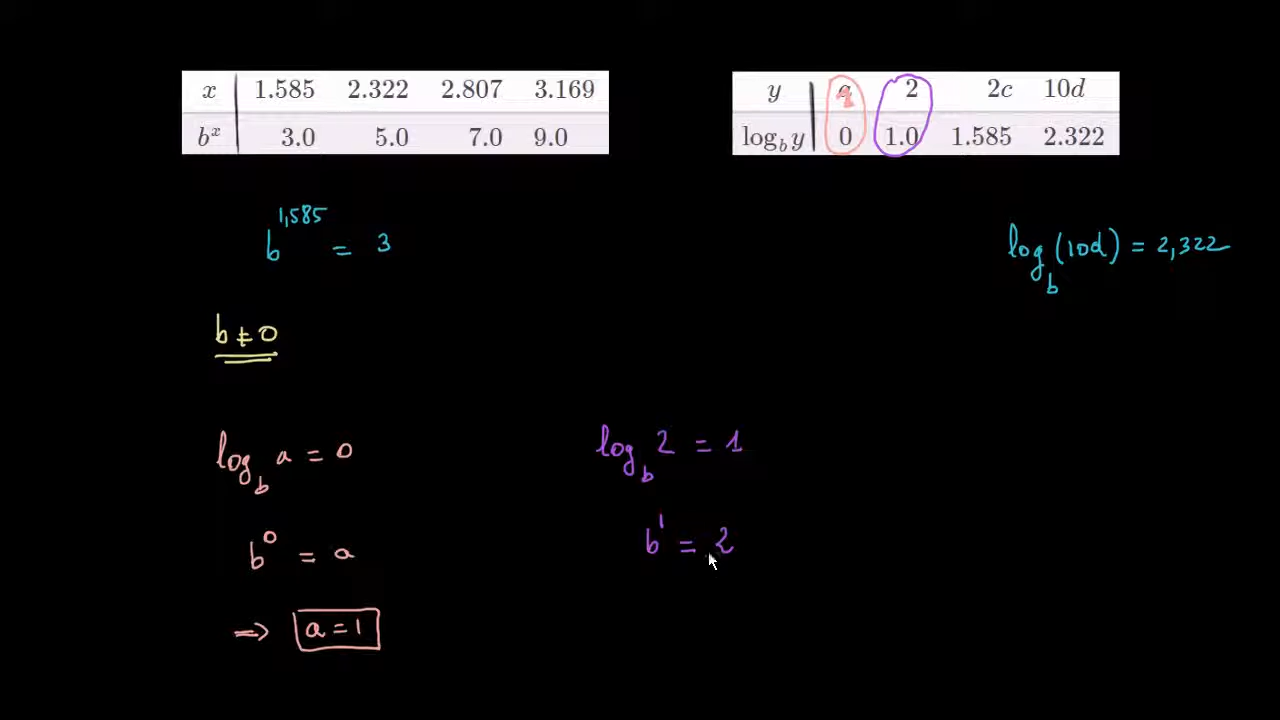 x 1.585 2.322 2.807 3.169
b^x 3.0 5.0 7.0 9.0
y a 2 2c 10d
log_b y 0 1.0 1.585 2.322
b^1,585 = 3
log_b (10d) = 2,322
b ≠ 0
log_b a = 0
log_b 2 = 1
b^0 = a
b^1 = 2
⇒ a = 1